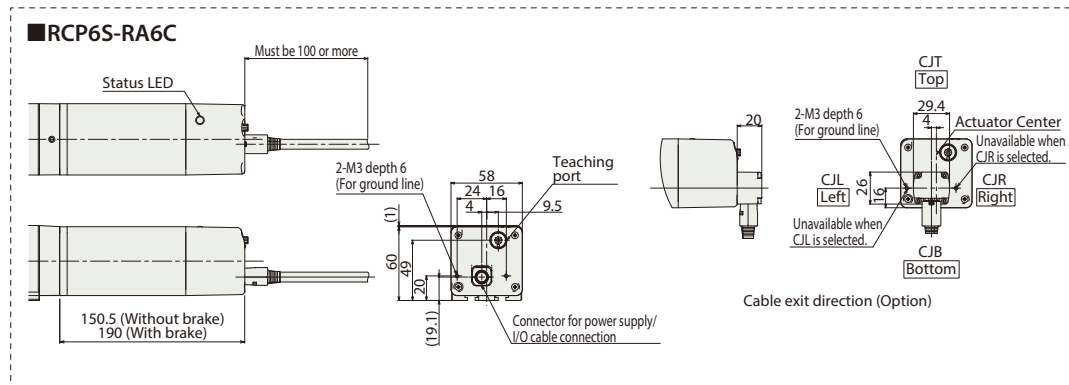 ■RCP6S-RA6C
Must be 100 or more
Status LED
150.5 (Without brake)
190 (With brake)
2-M3 depth 6
(For ground line)
Teaching
port
58
24 16
4
9.5
(1)
60
49
20
(19.1)
Connector for power supply/
I/O cable connection
20
CJT
Top
29.4
4
2-M3 depth 6
(For ground line)
Actuator Center
Unavailable when
CJR is selected.
CJL
Left
26
16
CJR
Right
Unavailable when
CJL is selected.
CJB
Bottom
Cable exit direction (Option)